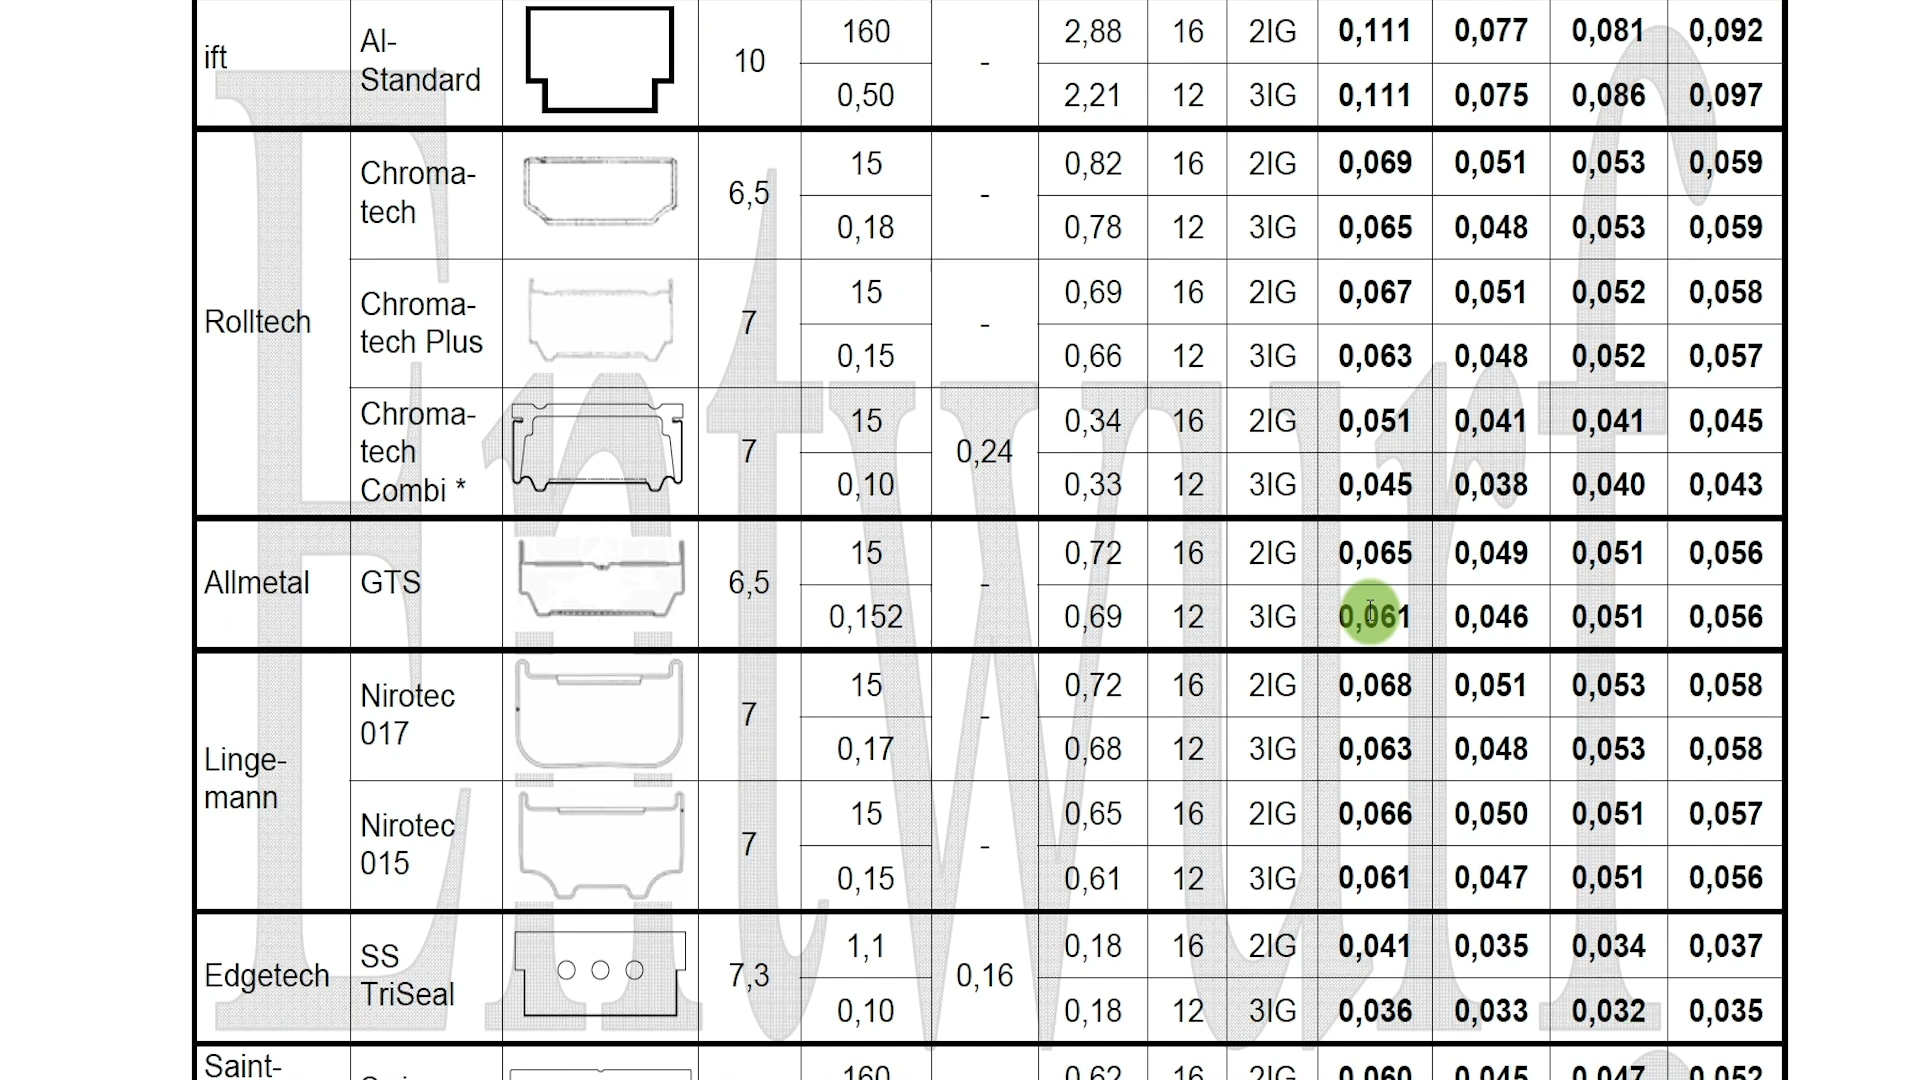 ift Al- 10 160 - 2,88 16 2IG 0,111 0,077 0,081 0,092
Standard 0,50 2,21 12 3IG 0,111 0,075 0,086 0,097
Rolltech Chroma- 6,5 15 - 0,82 16 2IG 0,069 0,051 0,053 0,059
tech 0,18 0,78 12 3IG 0,065 0,048 0,053 0,059
Chroma- 7 15 - 0,69 16 2IG 0,067 0,051 0,052 0,058
tech Plus 0,15 0,66 12 3IG 0,063 0,048 0,052 0,057
Chroma- 7 15 0,24 0,34 16 2IG 0,051 0,041 0,041 0,045
tech
Combi * 0,10 0,33 12 3IG 0,045 0,038 0,040 0,043
Allmetal GTS 6,5 15 - 0,72 16 2IG 0,065 0,049 0,051 0,056
0,152 0,69 12 3IG 0,061 0,046 0,051 0,056
Linge- Nirotec 7 15 - 0,72 16 2IG 0,068 0,051 0,053 0,058
mann 017 0,17 0,68 12 3IG 0,063 0,048 0,053 0,058
Nirotec 7 15 - 0,65 16 2IG 0,066 0,050 0,051 0,057
015 0,15 0,61 12 3IG 0,061 0,047 0,051 0,056
Edgetech SS 7,3 1,1 0,16 0,18 16 2IG 0,041 0,035 0,034 0,037
TriSeal 0,10 0,18 12 3IG 0,036 0,033 0,032 0,035
Saint- 160 0,62 16 2IG 0,060 0,045 0,047 0,052
Entwurf